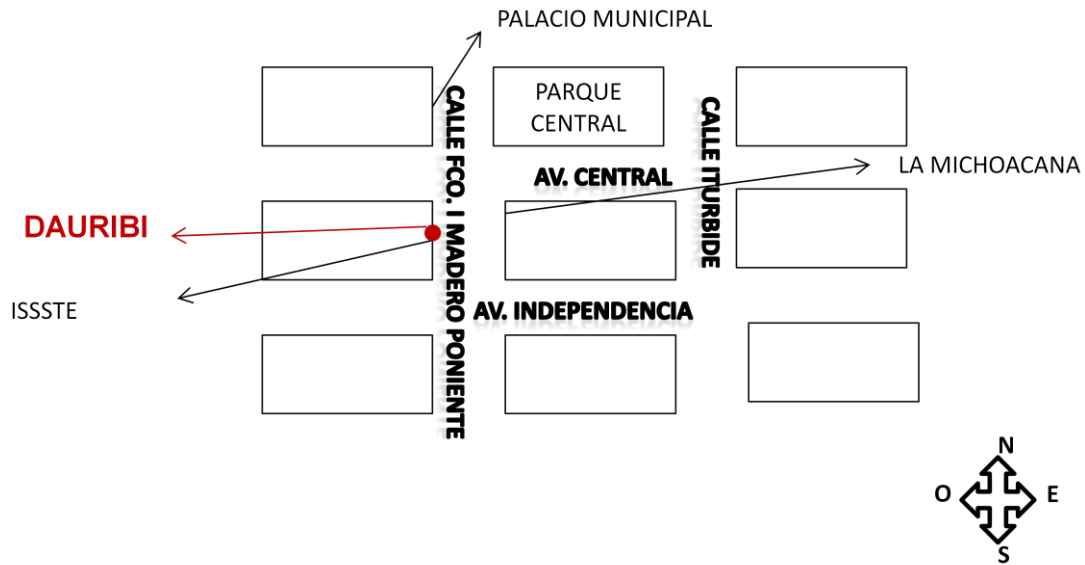 PALACIO MUNICIPAL
PARQUE
CENTRAL
CALLE FCO. I MADERO PONIENTE
CALLE ITURBIDE
AV. CENTRAL
LA MICHOACANA
DAURIBI
ISSSTE
AV. INDEPENDENCIA
N
O
E
S